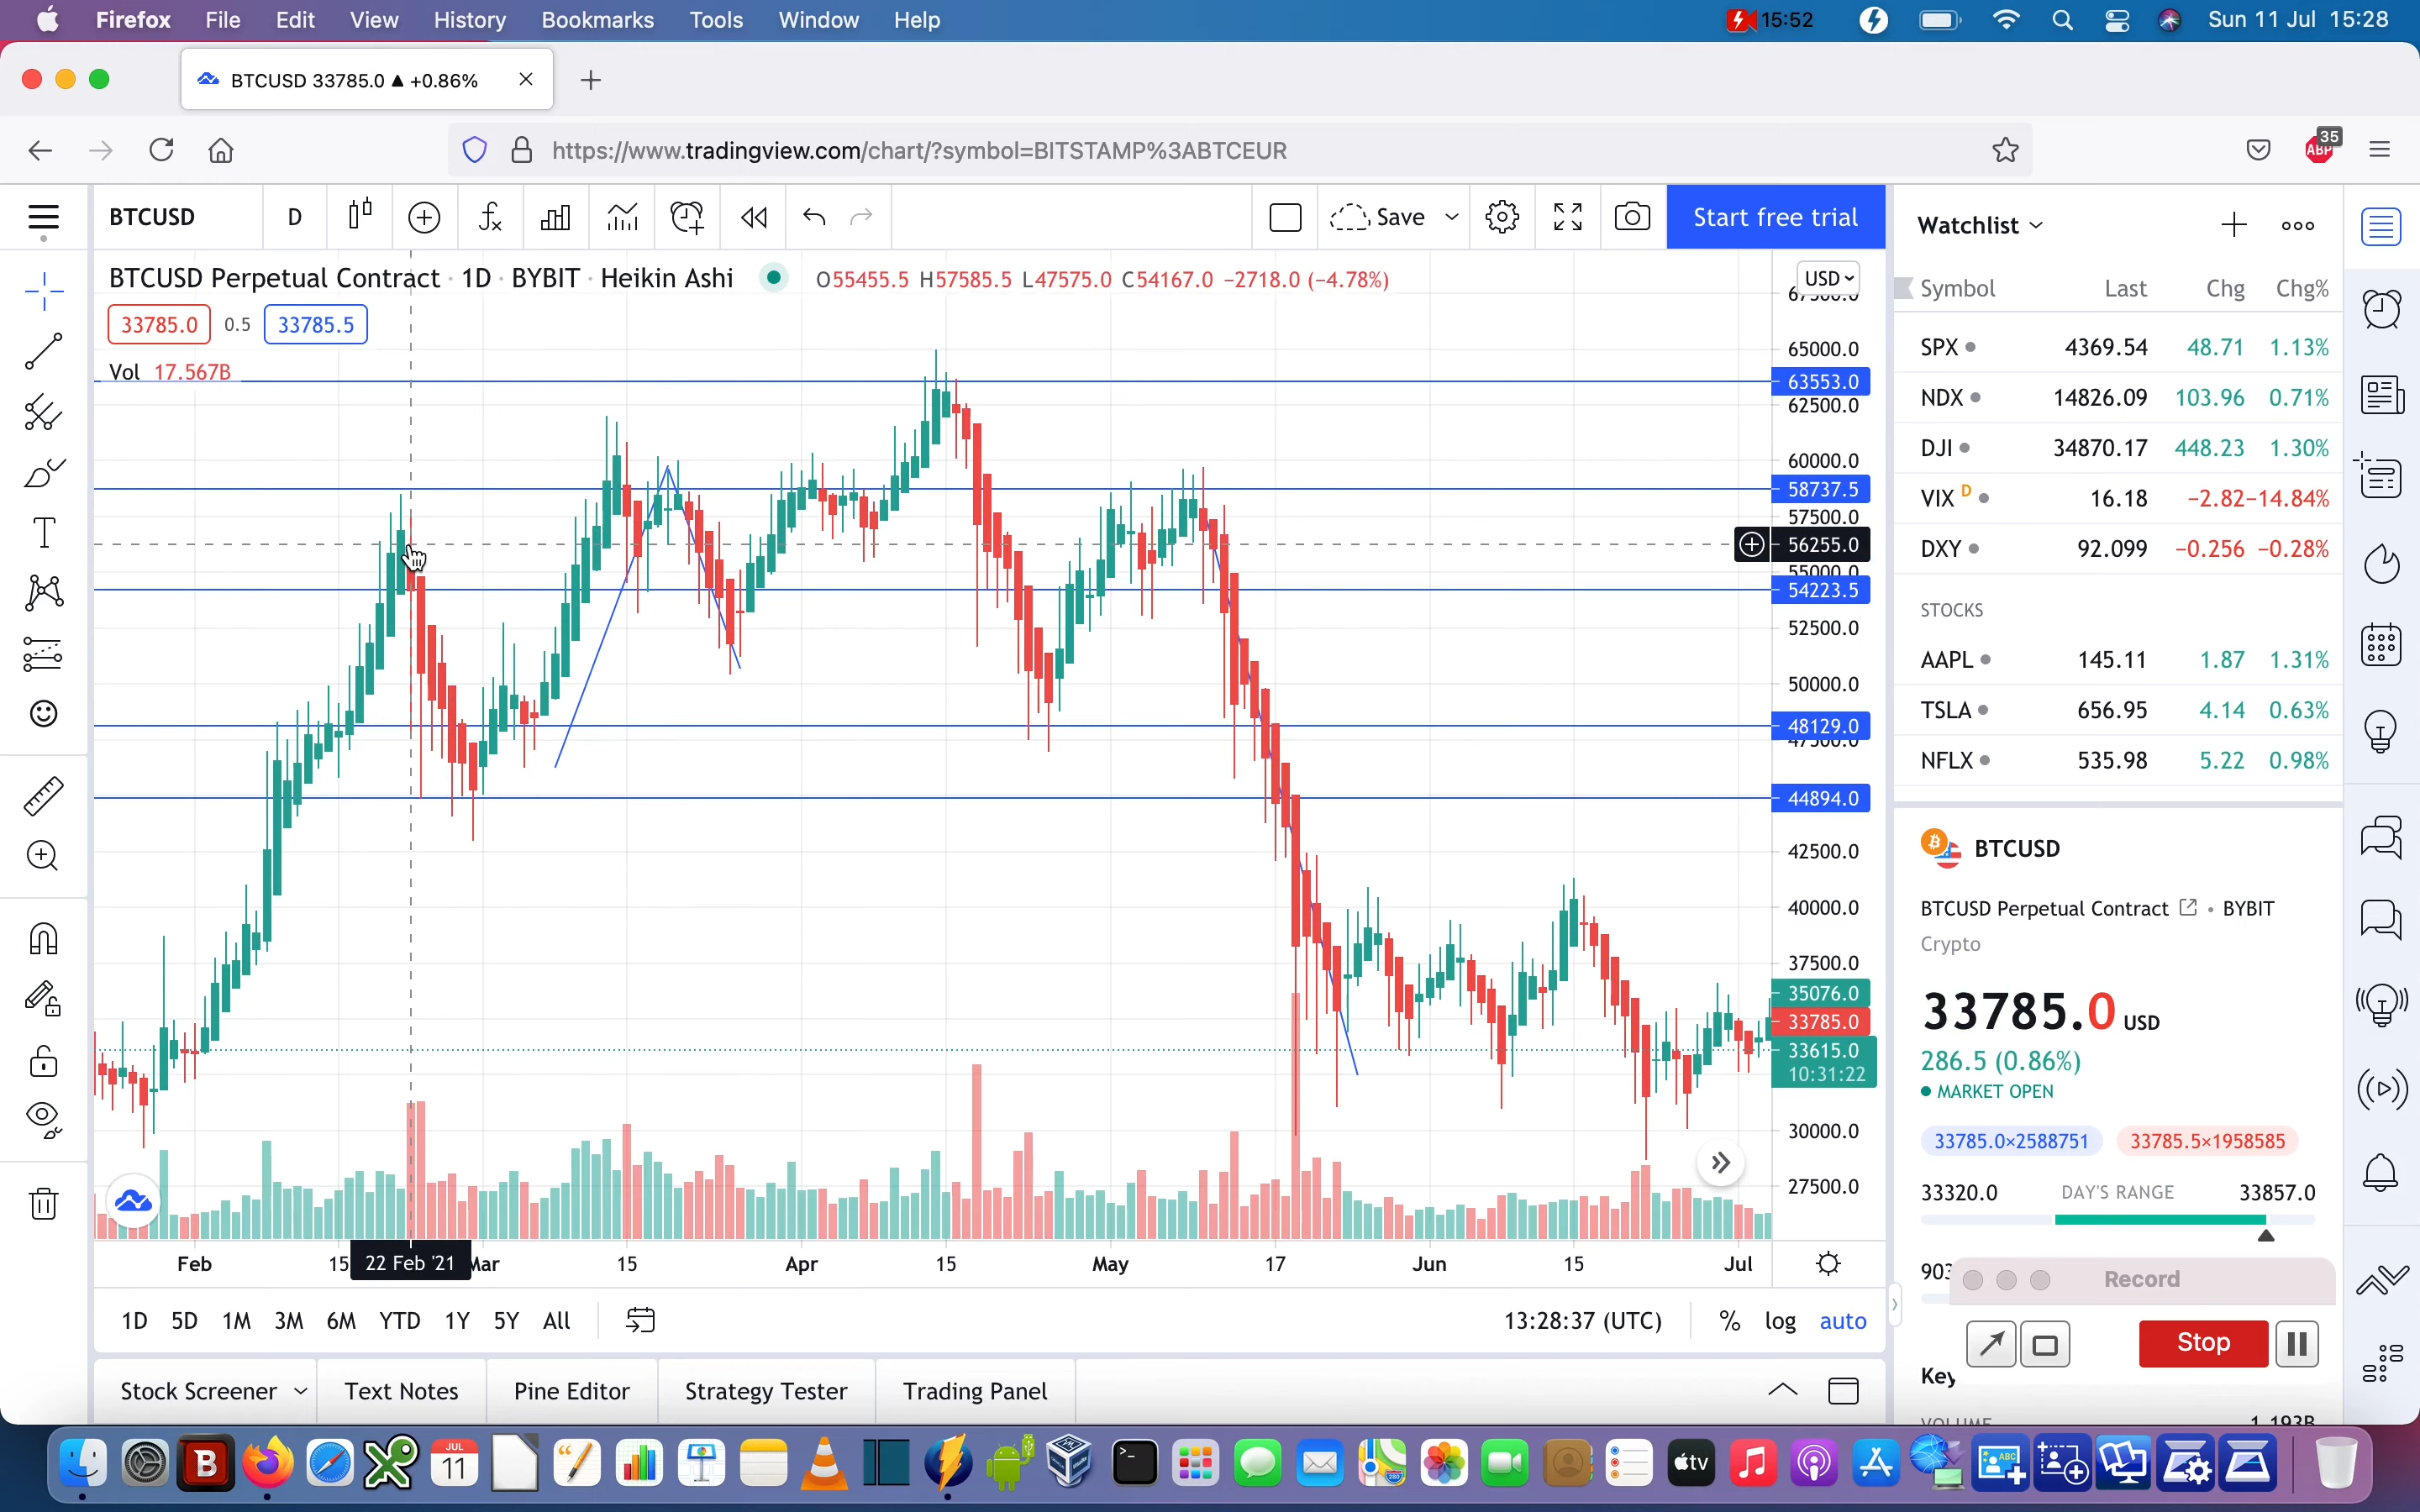 Firefox File Edit View History Bookmarks Tools Window Help 15:52 Sun 11 Jul 15:28
BTCUSD 33785.0 ▲ +0.86%
https://www.tradingview.com/chart/?symbol=BITSTAMP%3ABTCEUR
35
ABP
BTCUSD D Save Start free trial
BTCUSD Perpetual Contract · 1D · BYBIT · Heikin Ashi O55455.5 H57585.5 L47575.0 C54167.0 −2718.0 (−4.78%)
USD
33785.0 0.5 33785.5
Vol 17.567B
65000.0
63553.0
62500.0
60000.0
58737.5
57500.0
56255.0
55000.0
54223.5
52500.0
50000.0
48129.0
47500.0
44894.0
42500.0
40000.0
37500.0
35076.0
33785.0
33615.0
10:31:22
30000.0
27500.0
Feb 15 22 Feb '21 Mar 15 Apr 15 May 17 Jun 15 Jul
1D 5D 1M 3M 6M YTD 1Y 5Y All 13:28:37 (UTC) % log auto
Stock Screener Text Notes Pine Editor Strategy Tester Trading Panel
Watchlist
Symbol Last Chg Chg%
SPX 4369.54 48.71 1.13%
NDX 14826.09 103.96 0.71%
DJI 34870.17 448.23 1.30%
VIX D 16.18 −2.82 −14.84%
DXY 92.099 −0.256 −0.28%
STOCKS
AAPL 145.11 1.87 1.31%
TSLA 656.95 4.14 0.63%
NFLX 535.98 5.22 0.98%
BTCUSD
BTCUSD Perpetual Contract · BYBIT
Crypto
33785.0 USD
286.5 (0.86%)
MARKET OPEN
33785.0×2588751 33785.5×1958585
33320.0 DAY'S RANGE 33857.0
903
Record
Stop
Key
VOLUME 1.193B
JUL
11
tv